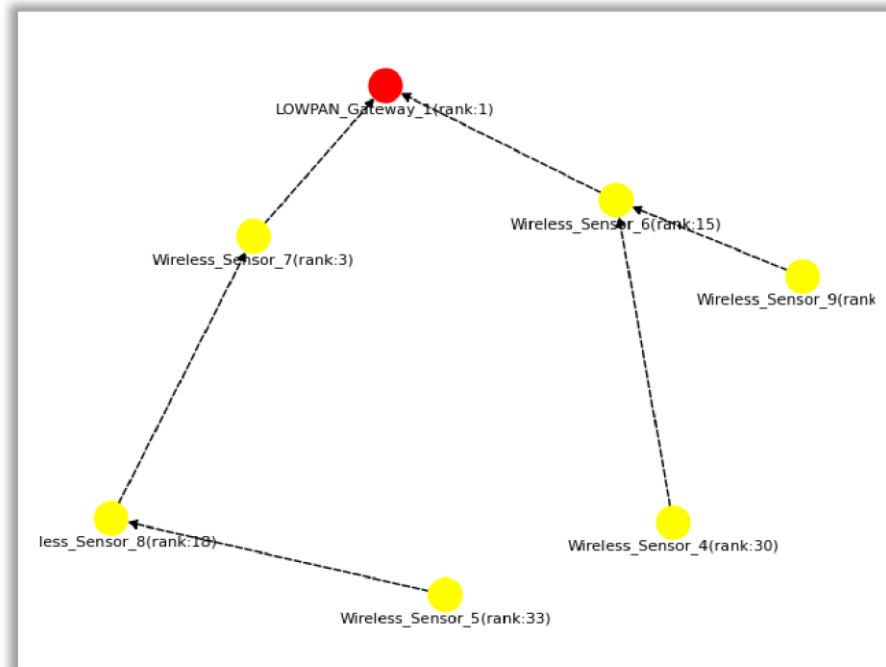 LOWPAN_Gateway_1(rank:1)
Wireless_Sensor_6(rank:15)
Wireless_Sensor_7(rank:3)
Wireless_Sensor_9(rank
less_Sensor_8(rank:18)
Wireless_Sensor_4(rank:30)
Wireless_Sensor_5(rank:33)